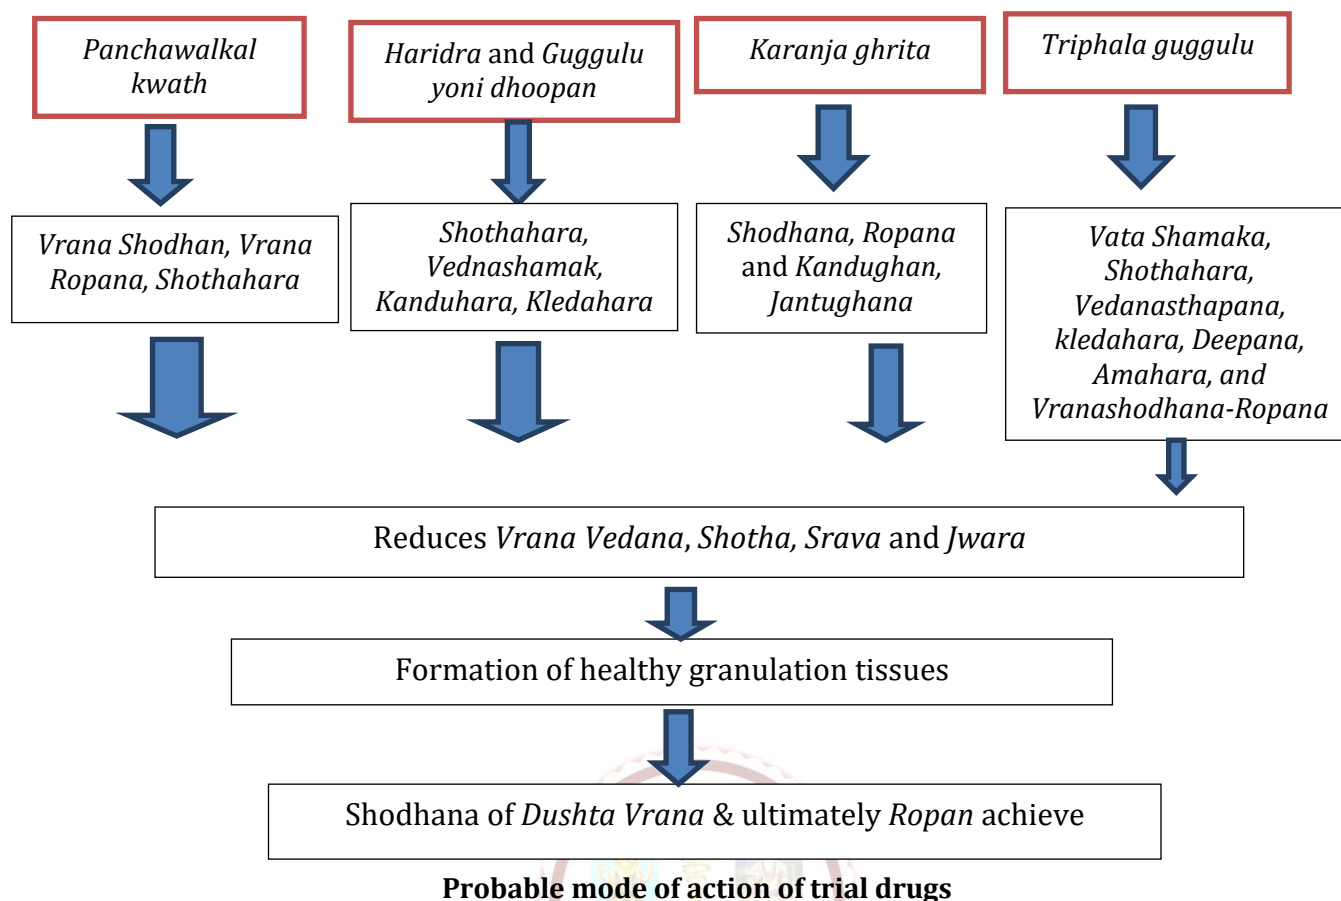 Panchawalkal
kwath
Haridra and Guggulu
yoni dhoopan
Karanja ghrita
Triphala guggulu
Vrana Shodhan, Vrana
Ropana, Shothahara
Shothahara,
Vednashamak,
Kanduhara, Kledahara
Shodhana, Ropana
and Kandughan,
Jantughana
Vata Shamaka,
Shothahara,
Vedanasthapana,
kledahara, Deepana,
Amahara, and
Vranashodhana-Ropana
Reduces Vrana Vedana, Shotha, Srava and Jwara
Formation of healthy granulation tissues
Shodhana of Dushta Vrana & ultimately Ropan achieve
Probable mode of action of trial drugs